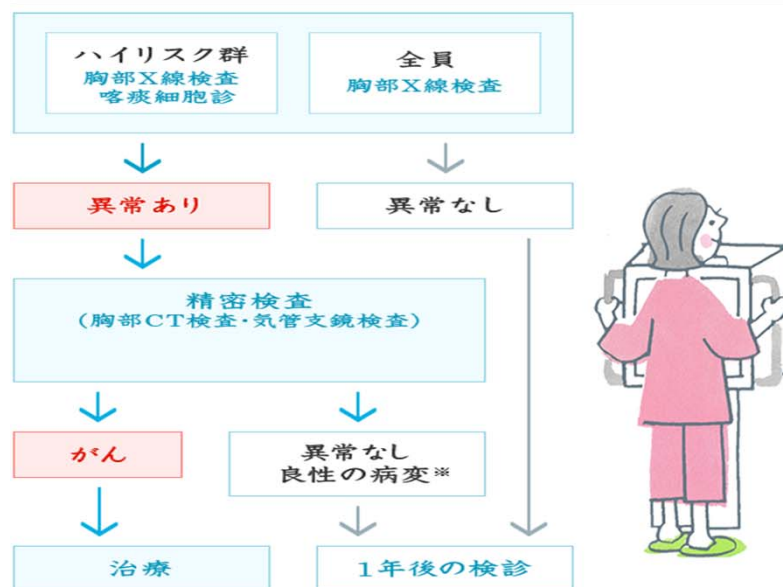 ハイリスク群
胸部X線検査
喀痰細胞診
全員
胸部X線検査
異常あり
異常なし
精密検査
(胸部CT検査・気管支鏡検査)
がん
異常なし
良性の病変※
治療
1年後の検診